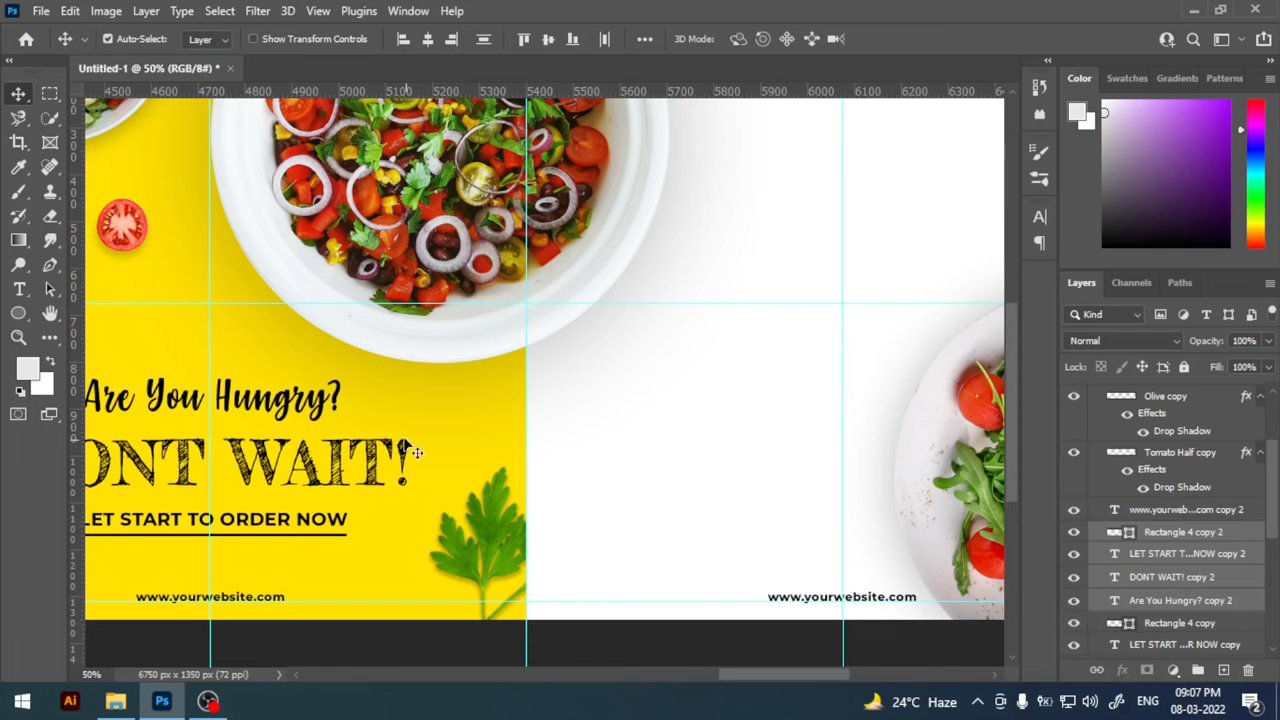 Ps File Edit Image Layer Type Select Filter 3D View Plugins Window Help
Auto-Select: Layer Show Transform Controls 3D Mode:
Untitled-1 @ 50% (RGB/8#) * ×
4500 4600 4700 4800 4900 5000 5100 5200 5300 5400 5500 5600 5700 5800 5900 6000 6100 6200 6300
Color Swatches Gradients Patterns
Are You Hungry?
DONT WAIT!
LET START TO ORDER NOW
www.yourwebsite.com
www.yourwebsite.com
Layers Channels Paths
Kind
Normal Opacity: 100%
Lock: Fill: 100%
Olive copy fx
Effects
Drop Shadow
Tomato Half copy fx
Effects
Drop Shadow
T www.yourweb...com copy 2
Rectangle 4 copy 2
T LET START T...NOW copy 2
T DONT WAIT! copy 2
T Are You Hungry? copy 2
Rectangle 4 copy
T LET START ...R NOW copy
50% 6750 px x 1350 px (72 ppi)
Ai Ps 24°C Haze ENG 09:07 PM
08-03-2022 2